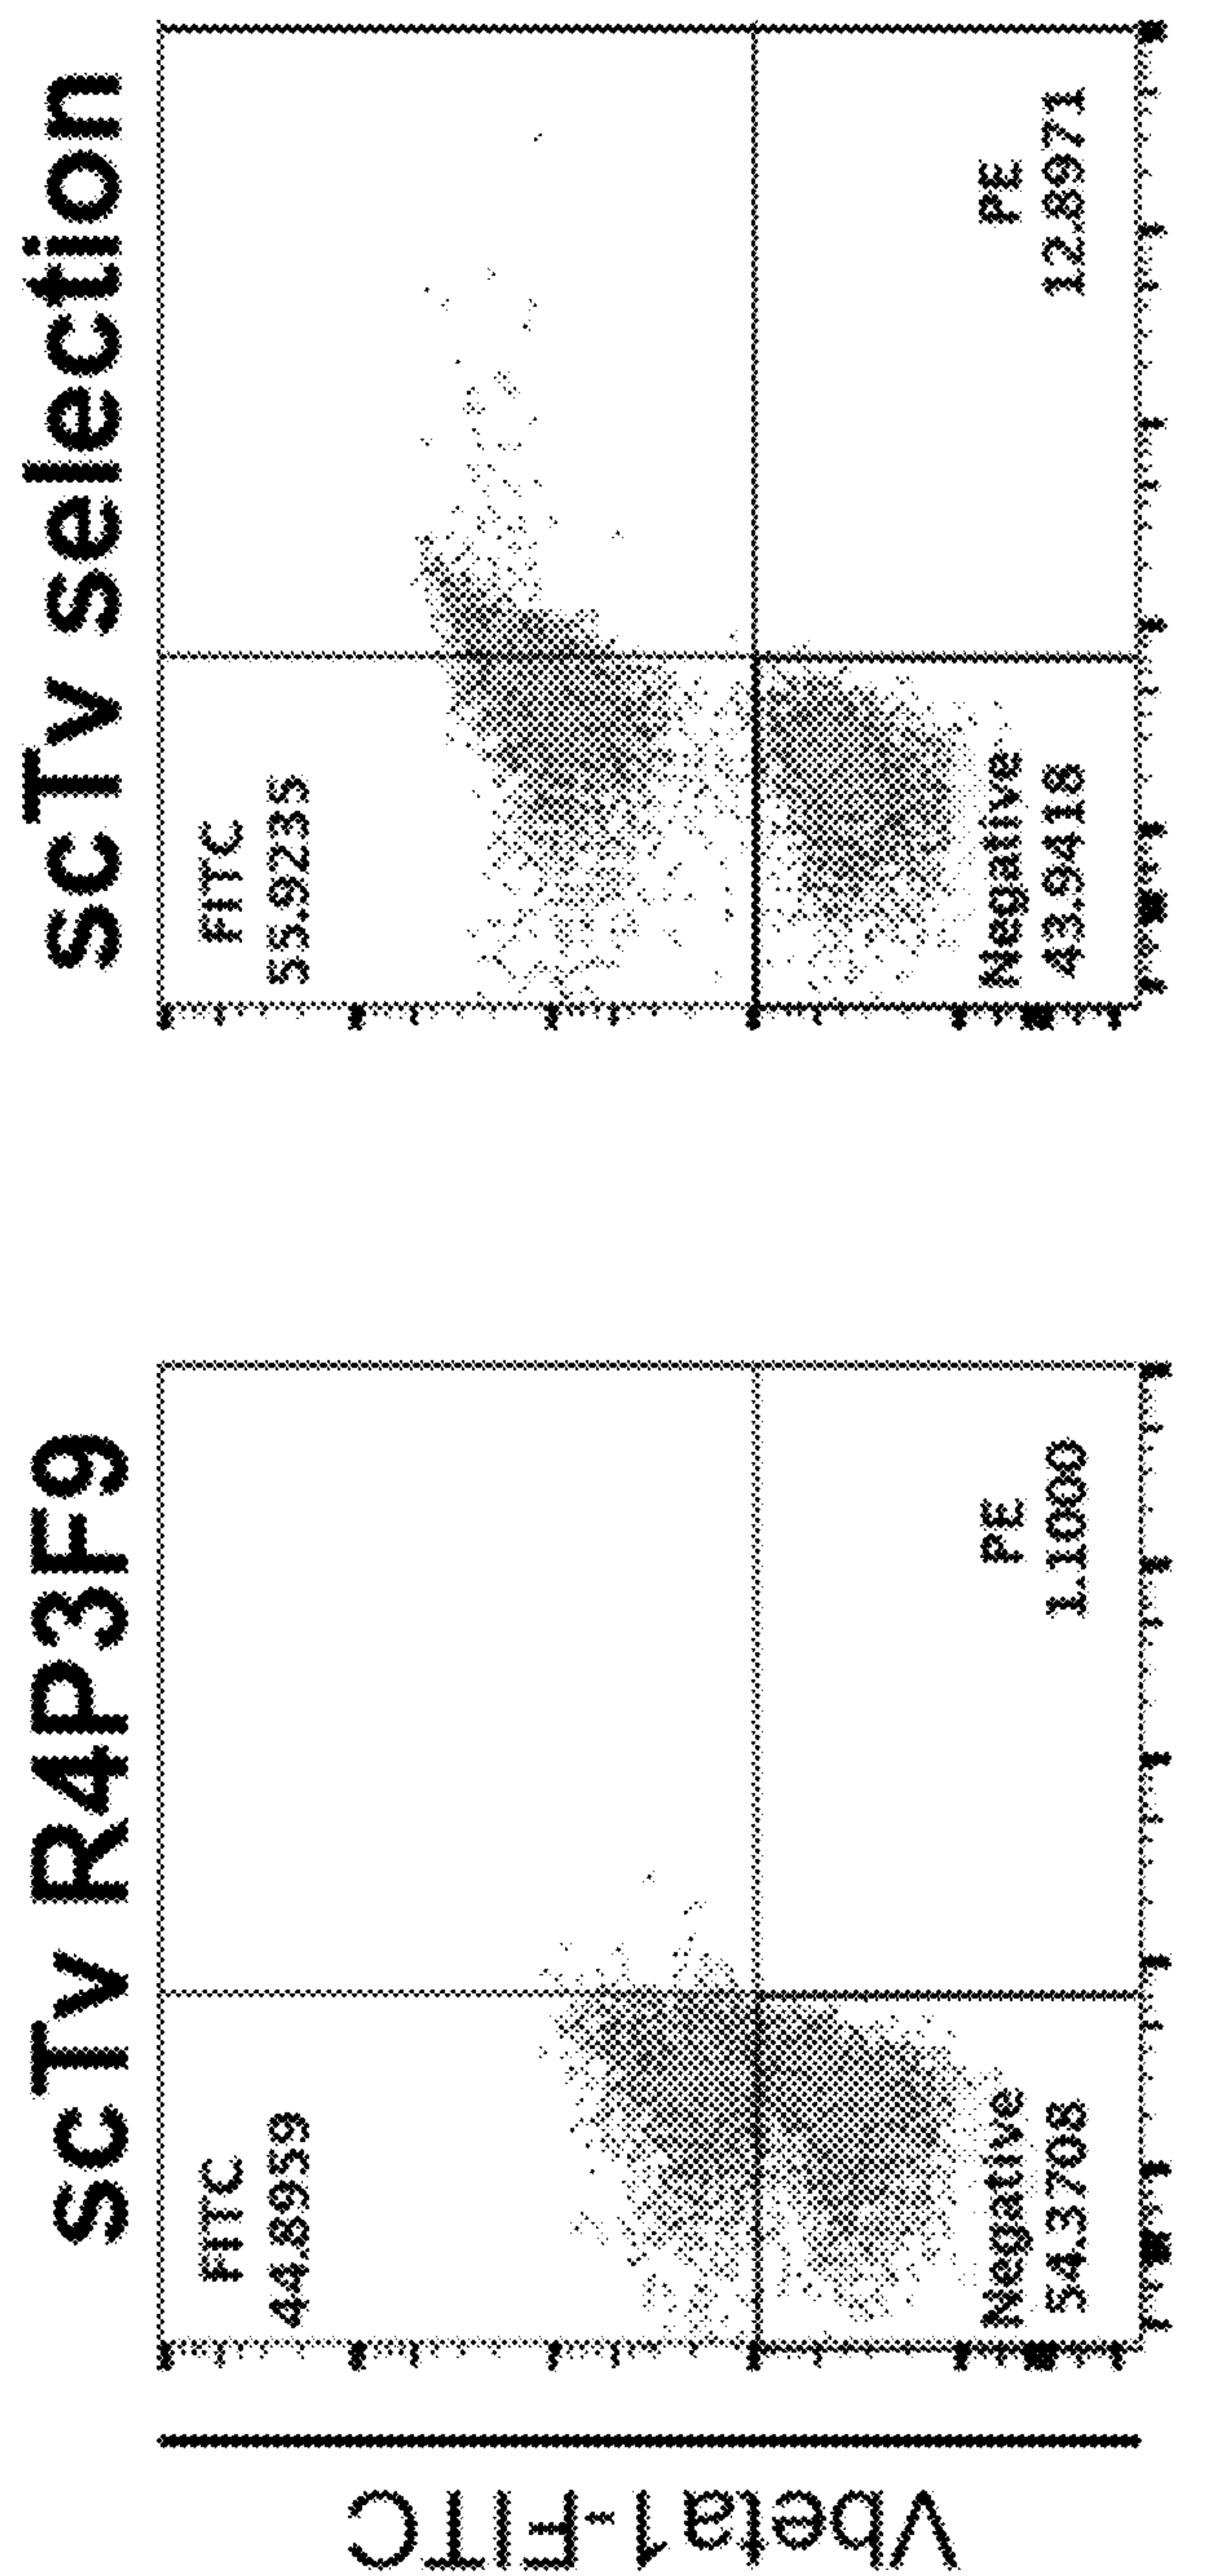 scTv R4P3F9
FITC
44.8959
PE
1.1000
Negative
54.3708
Vbeta1-FITC
scTv selection
FITC
55.9235
PE
12.8971
Negative
43.9418